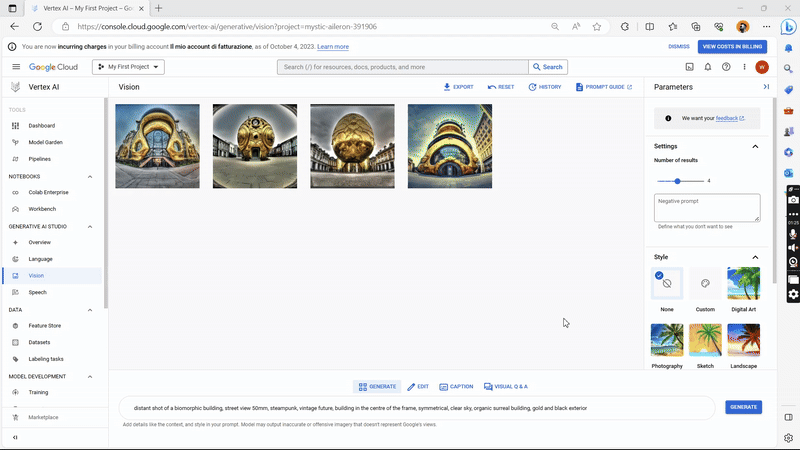 Vertex AI – My First Project – C
https://console.cloud.google.com/vertex-ai/generative/vision?project=mystic-aileron-391906
You are now incurring charges in your billing account Il mio account di fatturazione, as of October 4, 2023. Learn more
DISMISS
VIEW COSTS IN BILLING
Google Cloud
My First Project
Search (/) for resources, docs, products, and more
Search
W
Vertex AI
Vision
EXPORT
RESET
HISTORY
PROMPT GUIDE
Parameters
TOOLS
Dashboard
Model Garden
Pipelines
NOTEBOOKS
Colab Enterprise
Workbench
GENERATIVE AI STUDIO
Overview
Language
Vision
Speech
DATA
Feature Store
Datasets
Labeling tasks
MODEL DEVELOPMENT
Training
Marketplace
We want your feedback.
Settings
Number of results
4
Negative prompt
Define what you don't want to see
Style
None
Custom
Digital Art
Photography
Sketch
Landscape
01:25
GENERATE
EDIT
CAPTION
VISUAL Q & A
distant shot of a biomorphic building, street view 50mm, steampunk, vintage future, building in the centre of the frame, symmetrical, clear sky, organic surreal building, gold and black exterior
GENERATE
Add details like the context, and style in your prompt. Model may output inaccurate or offensive imagery that doesn't represent Google's views.